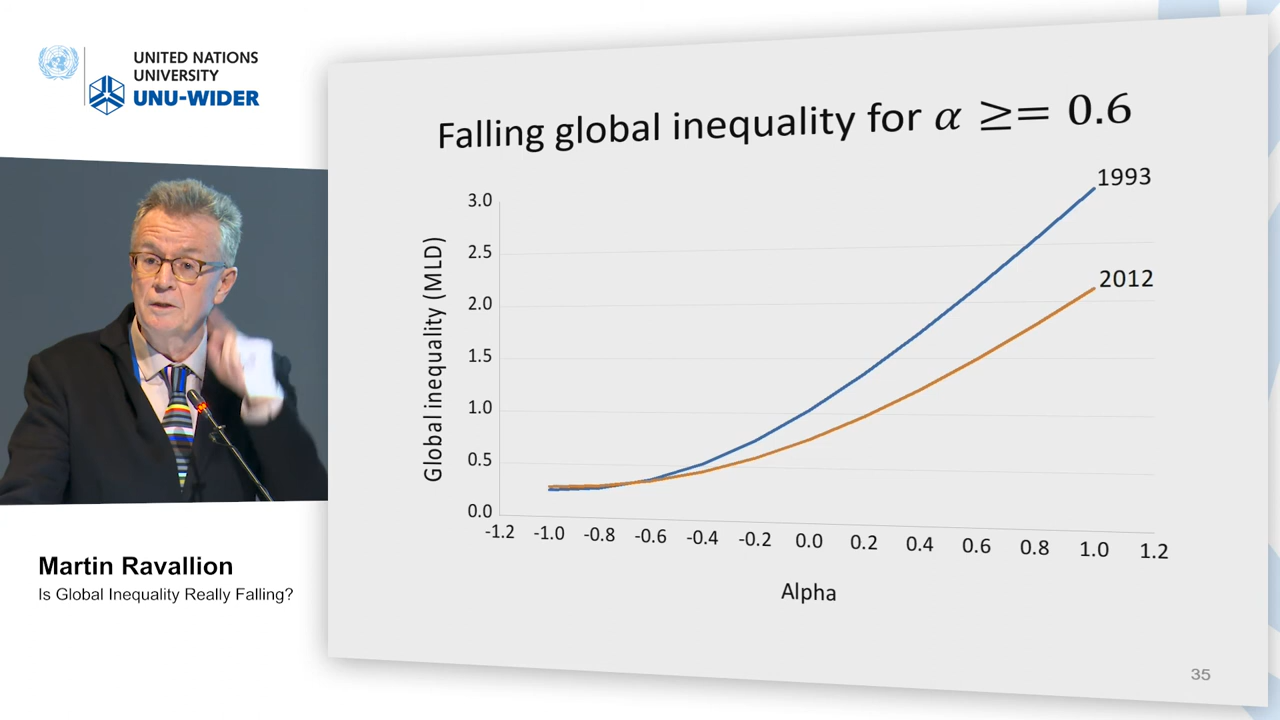 UNITED NATIONS
UNIVERSITY
UNU-WIDER
Martin Ravallion
Is Global Inequality Really Falling?
Falling global inequality for α ≥= 0.6
Global inequality (MLD)
3.0
2.5
2.0
1.5
1.0
0.5
0.0
1993
2012
-1.2 -1.0 -0.8 -0.6 -0.4 -0.2 0.0 0.2 0.4 0.6 0.8 1.0 1.2
Alpha
35